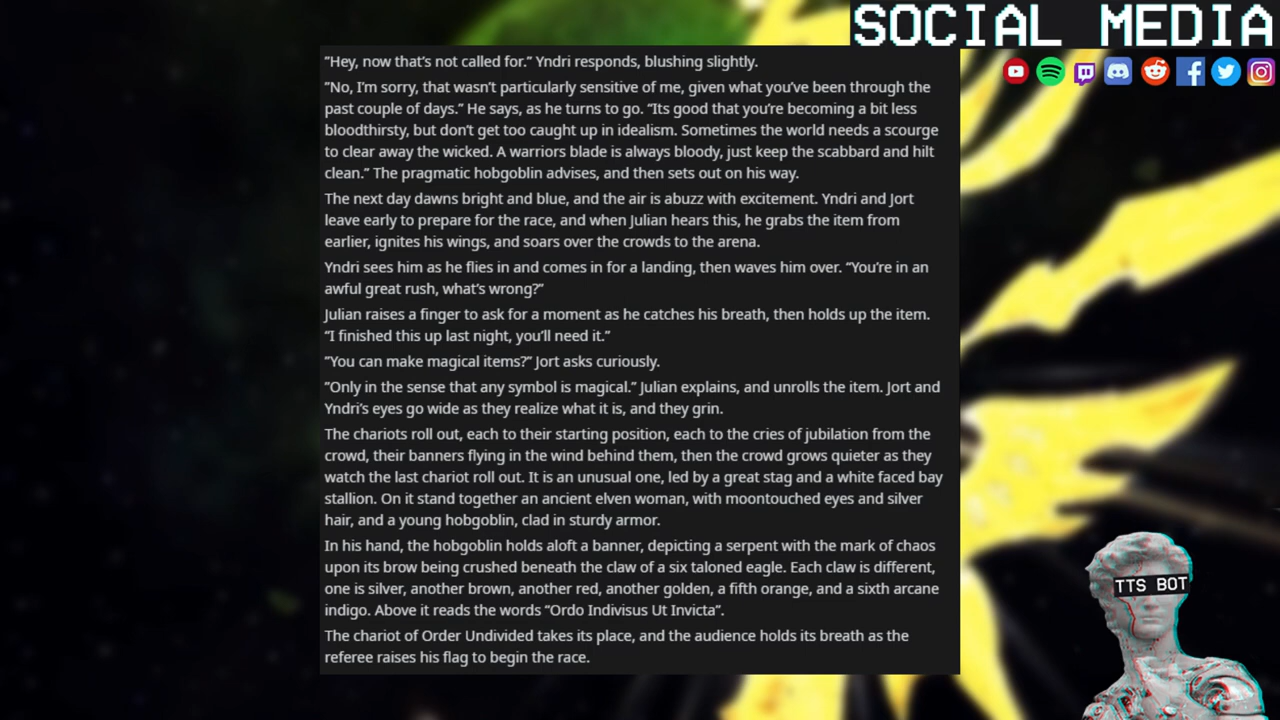 SOCIAL MEDIA
“Hey, now that’s not called for.” Yndri responds, blushing slightly.
“No, I’m sorry, that wasn’t particularly sensitive of me, given what you’ve been through the
past couple of days.” He says, as he turns to go. “Its good that you’re becoming a bit less
bloodthirsty, but don’t get too caught up in idealism. Sometimes the world needs a scourge
to clear away the wicked. A warriors blade is always bloody, just keep the scabbard and hilt
clean.” The pragmatic hobgoblin advises, and then sets out on his way.
The next day dawns bright and blue, and the air is abuzz with excitement. Yndri and Jort
leave early to prepare for the race, and when Julian hears this, he grabs the item from
earlier, ignites his wings, and soars over the crowds to the arena.
Yndri sees him as he flies in and comes in for a landing, then waves him over. “You’re in an
awful great rush, what’s wrong?”
Julian raises a finger to ask for a moment as he catches his breath, then holds up the item.
“I finished this up last night, you’ll need it.”
“You can make magical items?” Jort asks curiously.
“Only in the sense that any symbol is magical.” Julian explains, and unrolls the item. Jort and
Yndri’s eyes go wide as they realize what it is, and they grin.
The chariots roll out, each to their starting position, each to the cries of jubilation from the
crowd, their banners flying in the wind behind them, then the crowd grows quieter as they
watch the last chariot roll out. It is an unusual one, led by a great stag and a white faced bay
stallion. On it stand together an ancient elven woman, with moontouched eyes and silver
hair, and a young hobgoblin, clad in sturdy armor.
In his hand, the hobgoblin holds aloft a banner, depicting a serpent with the mark of chaos
upon its brow being crushed beneath the claw of a six taloned eagle. Each claw is different,
one is silver, another brown, another red, another golden, a fifth orange, and a sixth arcane
indigo. Above it reads the words “Ordo Indivisus Ut Invicta”.
The chariot of Order Undivided takes its place, and the audience holds its breath as the
referee raises his flag to begin the race.
TTS BOT